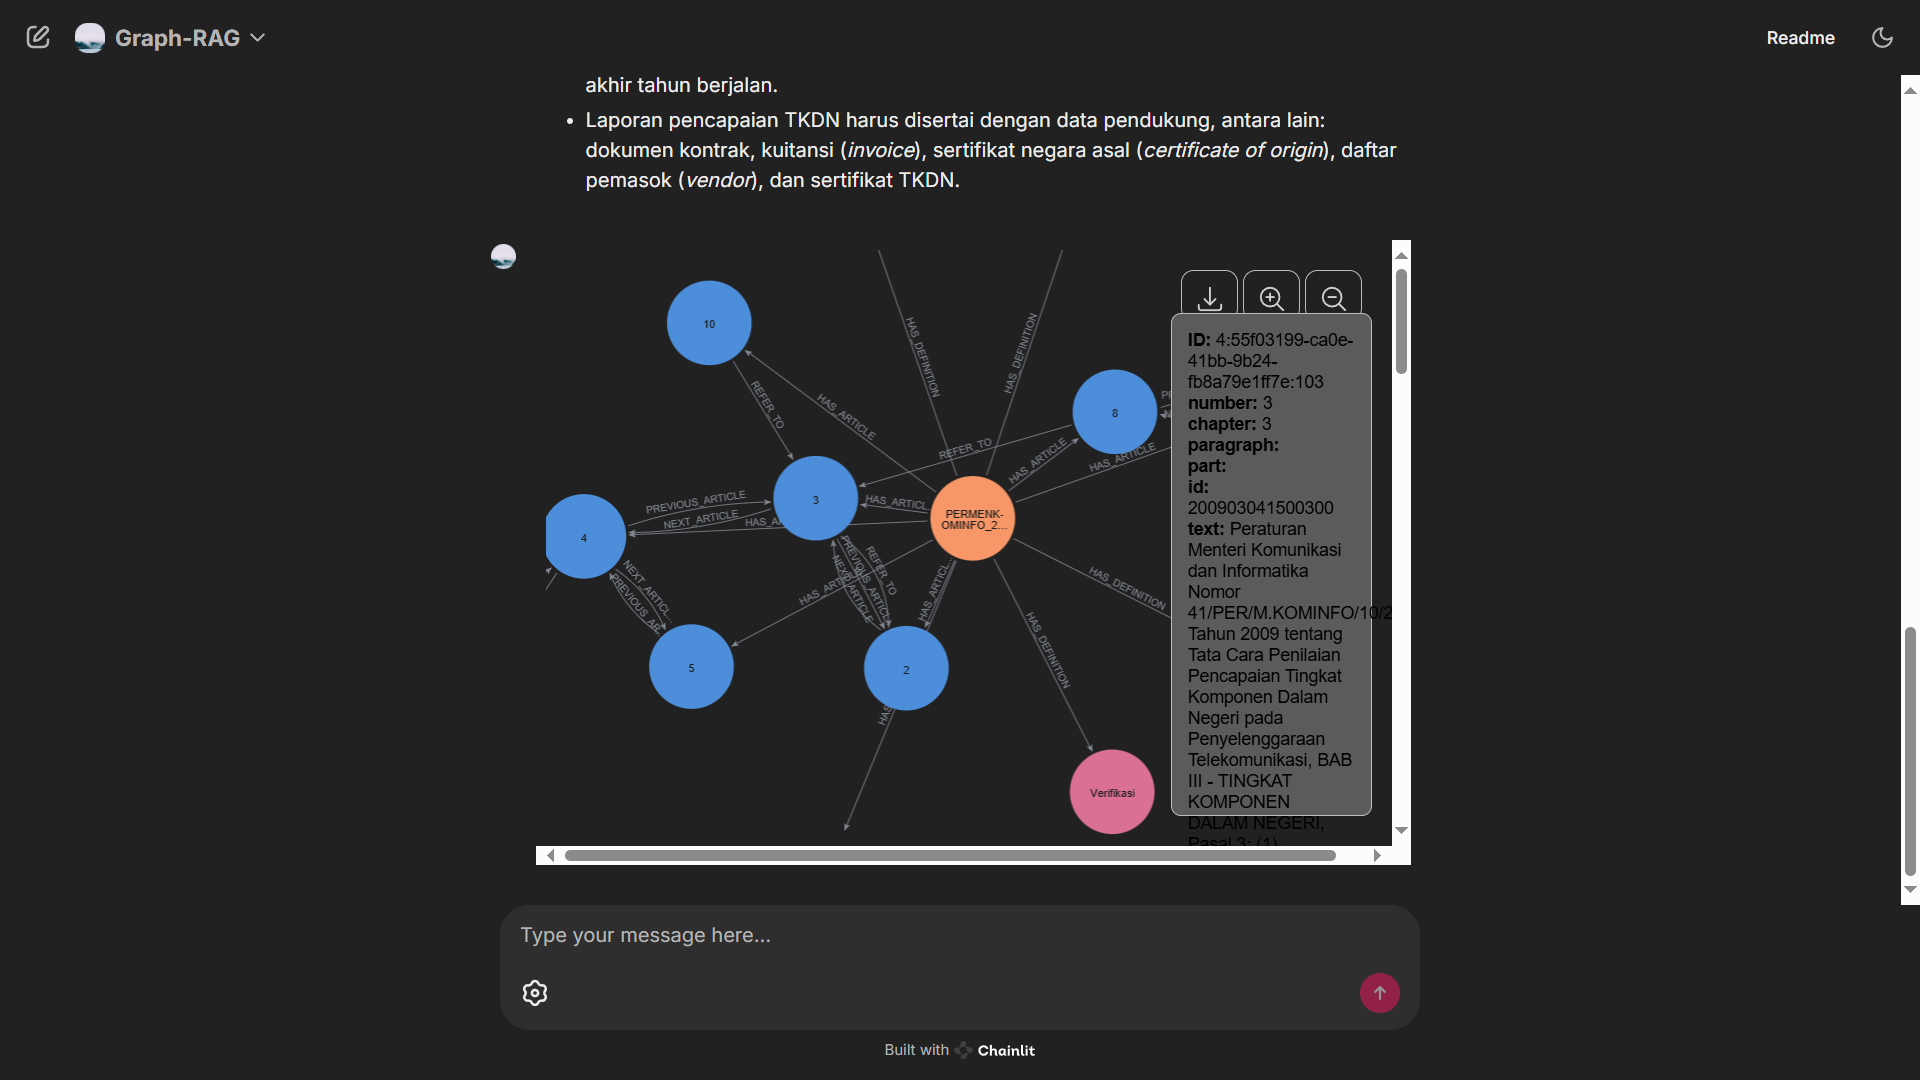 Graph-RAG
Readme
akhir tahun berjalan.
• Laporan pencapaian TKDN harus disertai dengan data pendukung, antara lain:
dokumen kontrak, kuitansi (invoice), sertifikat negara asal (certificate of origin), daftar
pemasok (vendor), dan sertifikat TKDN.
10
HAS_DEFINITION
HAS_DEFINITION
REFER_TO
HAS_ARTICLE
8
REFER_TO
HAS_ARTICLE
HAS_ARTICLE
3
HAS_ARTICL...
PERMENK-
OMINFO_2...
PREVIOUS_ARTICLE
NEXT_ARTICLE
HAS_AR
4
NEXT_ARTICL...
PREVIOUS_AR...
HAS_ARTIC
PREVIOUS_ARTICL
NEXT_ARTICLE
REFER_TO
HAS_ARTICL...
HAS_DEFINITION
HAS_DEFINITION
5
2
HAS
Verifikasi
ID: 4:55f03199-ca0e-
41bb-9b24-
fb8a79e1ff7e:103
number: 3
chapter: 3
paragraph:
part:
id:
200903041500300
text: Peraturan
Menteri Komunikasi
dan Informatika
Nomor
41/PER/M.KOMINFO/10/2
Tahun 2009 tentang
Tata Cara Penilaian
Pencapaian Tingkat
Komponen Dalam
Negeri pada
Penyelenggaraan
Telekomunikasi, BAB
III - TINGKAT
KOMPONEN
DALAM NEGERI,
Pasal 3: (1)
Type your message here...
Built with Chainlit